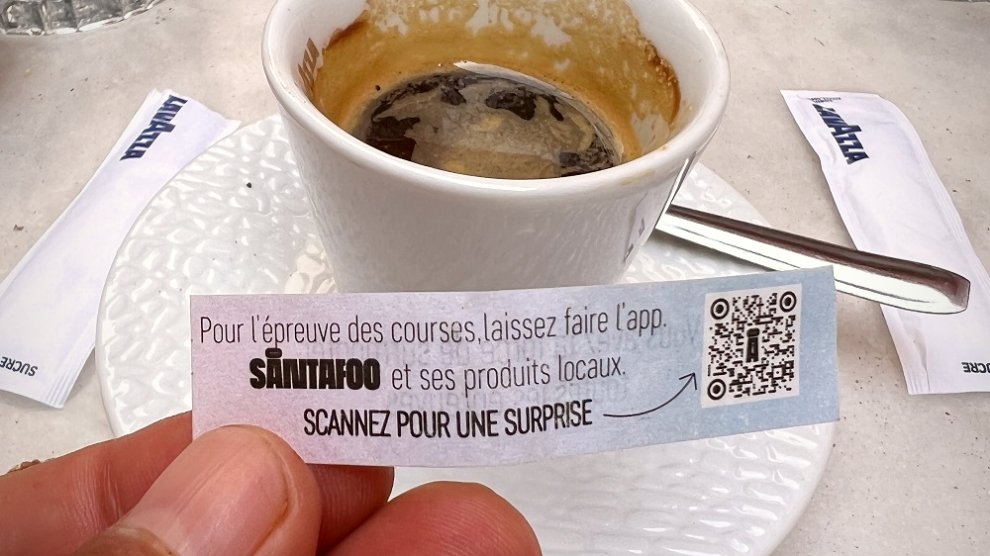 LAVAZZA
SUCRE
LAVAZZA
SUCRE
Pour l'épreuve des courses, laissez faire l'app.
SANTAFOO et ses produits locaux.
SCANNEZ POUR UNE SURPRISE